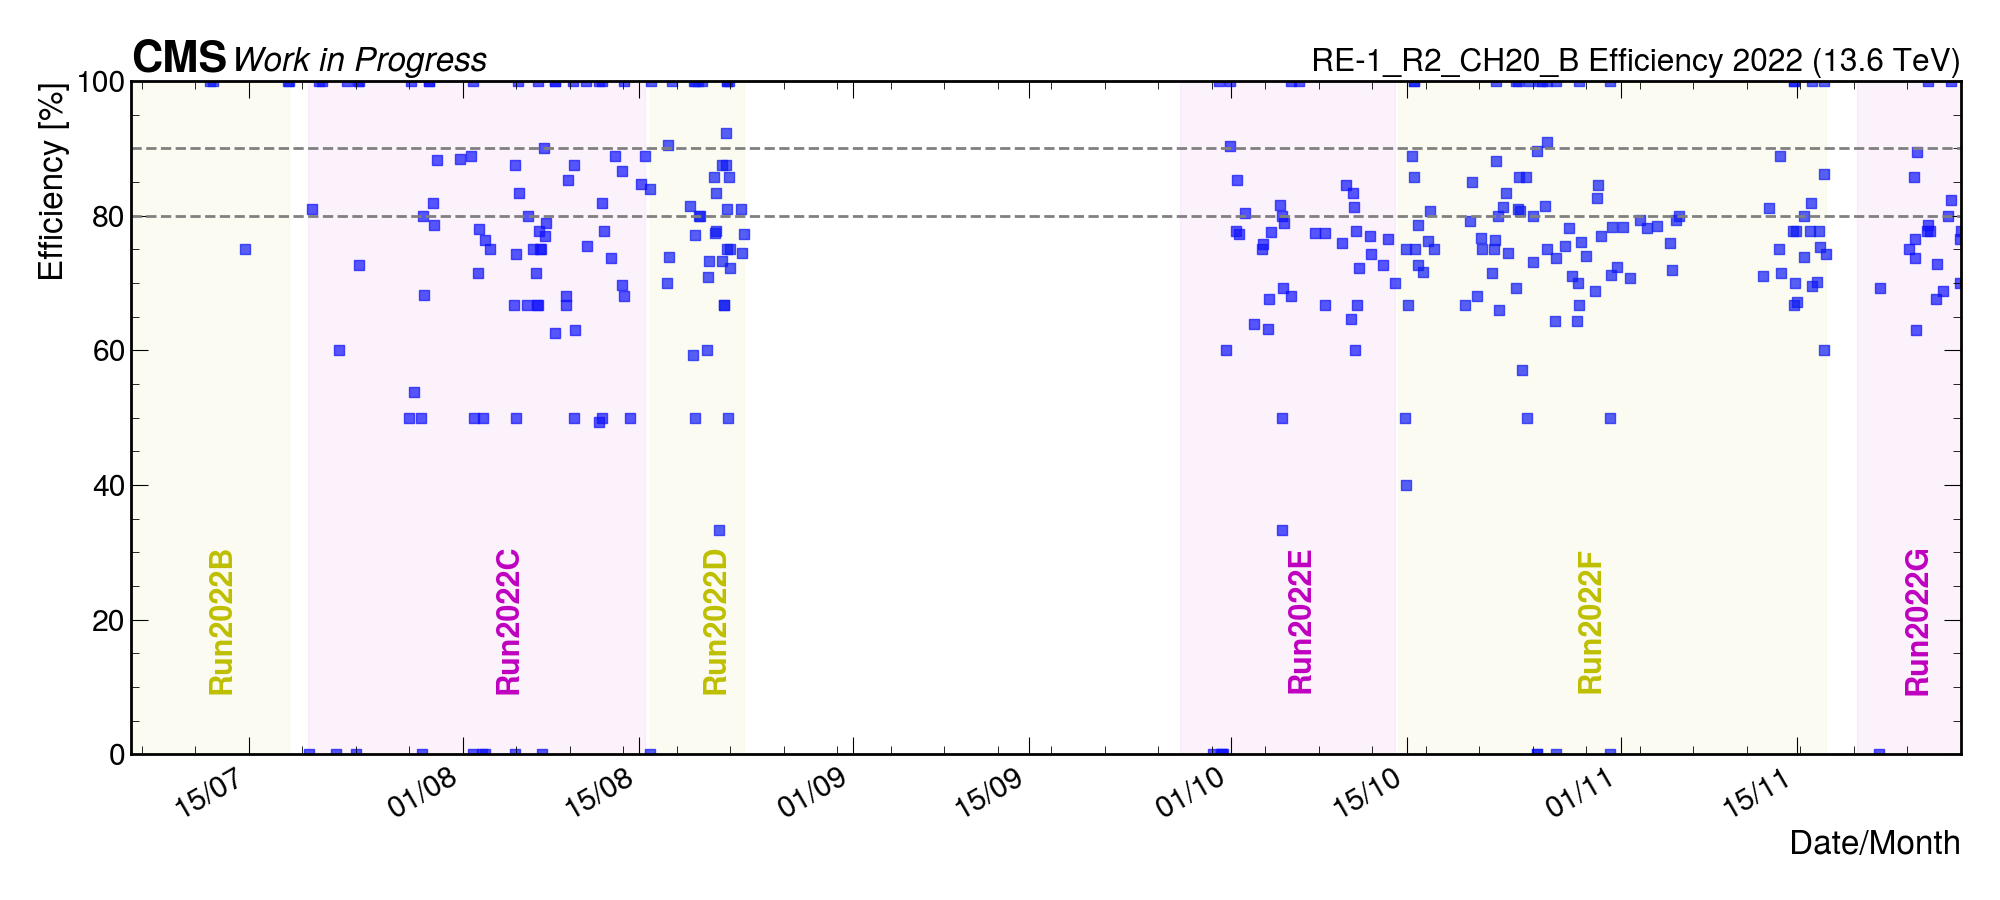 CMS Work in Progress
RE-1_R2_CH20_B Efficiency 2022 (13.6 TeV)
Efficiency [%]
100
80
60
40
20
0
Run2022B
Run2022C
Run2022D
Run2022E
Run2022F
Run2022G
15/07
01/08
15/08
01/09
15/09
01/10
15/10
01/11
15/11
Date/Month